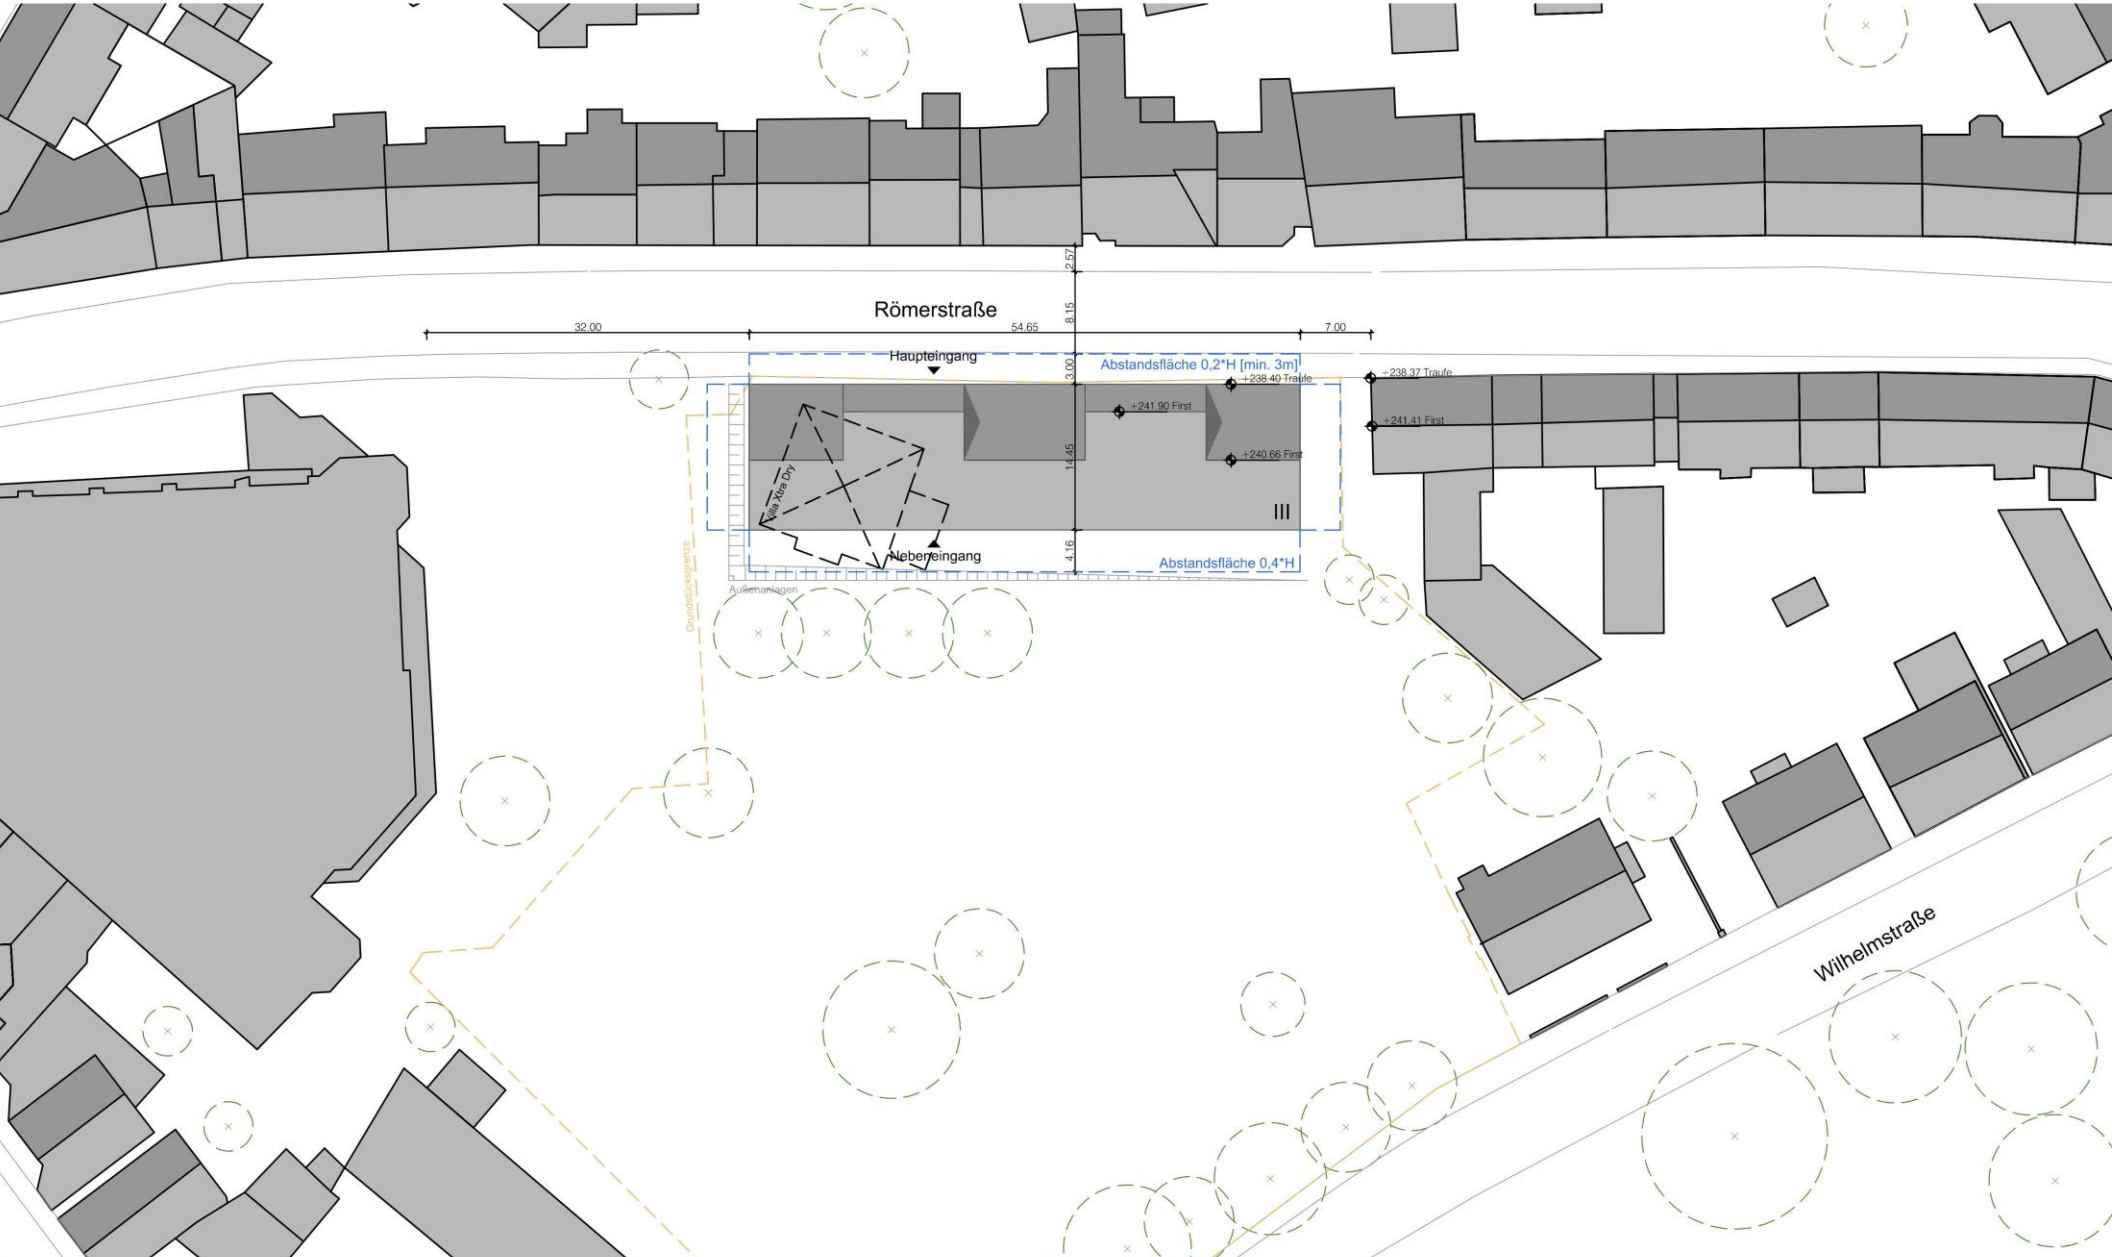 2.57
Römerstraße
8.15
32.00
54.65
7.00
Haupteingang
3.00
Abstandsfläche 0,2*H [min. 3m]
+238.40 Traufe
+238.37 Traufe
+241.90 First
+241.41 First
14.45
+240.66 First
Villa Xtra Dry
III
Nebeneingang
4.16
Abstandsfläche 0,4*H
Grundstücksgrenze
Außenanlagen
Wilhelmstraße